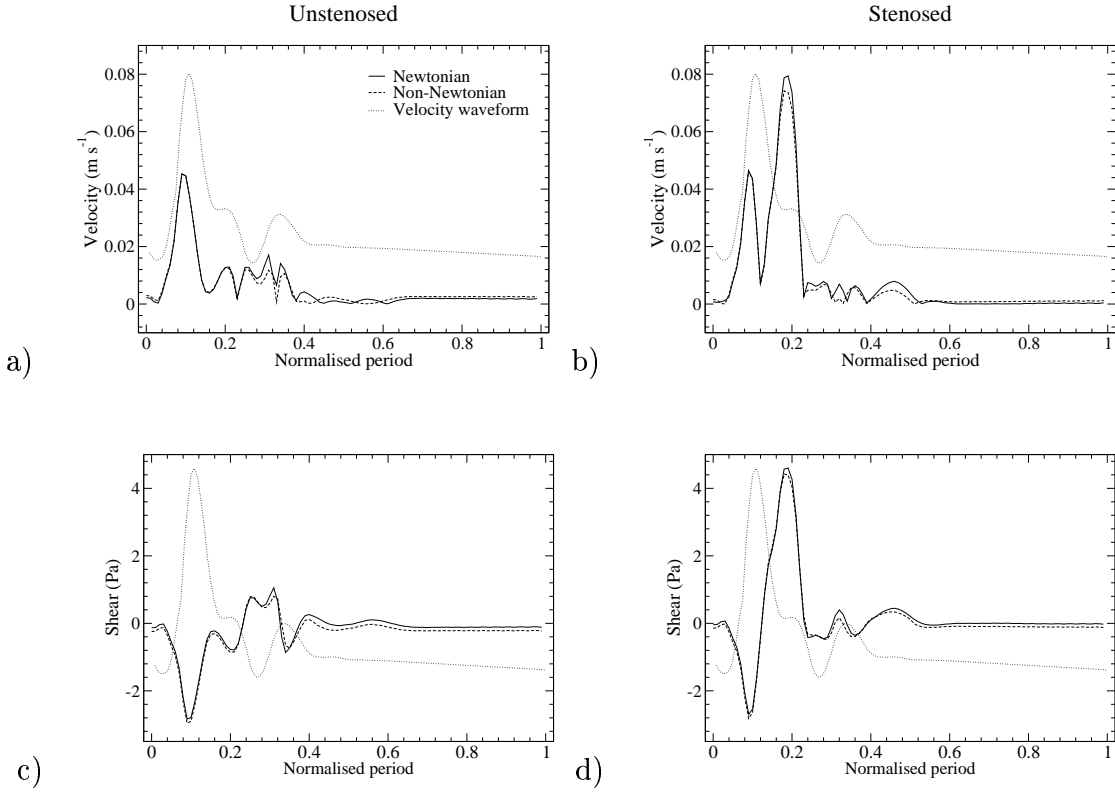 Unstenosed
Stenosed
0.08
0.06
0.04
0.02
0
Velocity (m s⁻¹)
Newtonian
Non-Newtonian
Velocity waveform
0 0.2 0.4 0.6 0.8 1
Normalised period
a)
0.08
0.06
0.04
0.02
0
Velocity (m s⁻¹)
0 0.2 0.4 0.6 0.8 1
Normalised period
b)
4
2
0
-2
Shear (Pa)
0 0.2 0.4 0.6 0.8 1
Normalised period
c)
4
2
0
-2
Shear (Pa)
0 0.2 0.4 0.6 0.8 1
Normalised period
d)